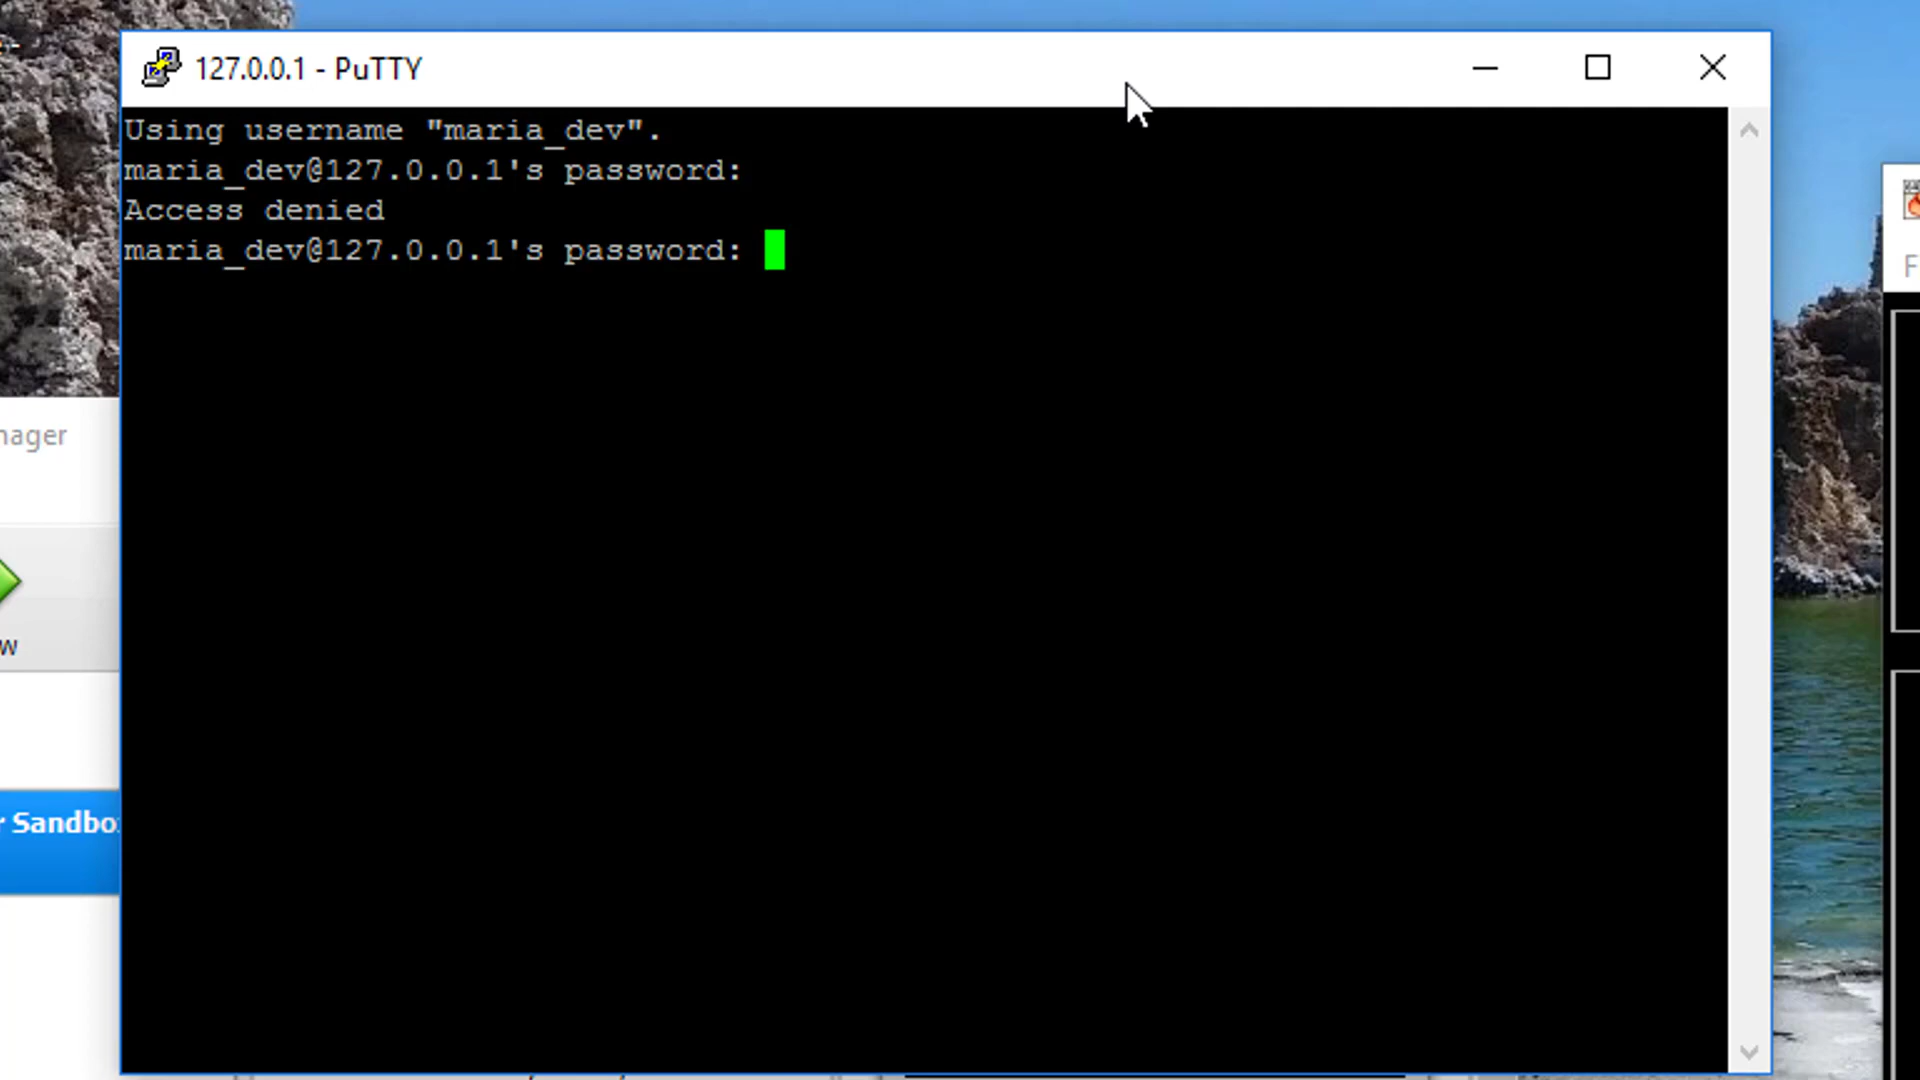 127.0.0.1 - PuTTY
Using username "maria_dev".
maria_dev@127.0.0.1's password:
Access denied
maria_dev@127.0.0.1's password:
nager
w
r Sandbo
F